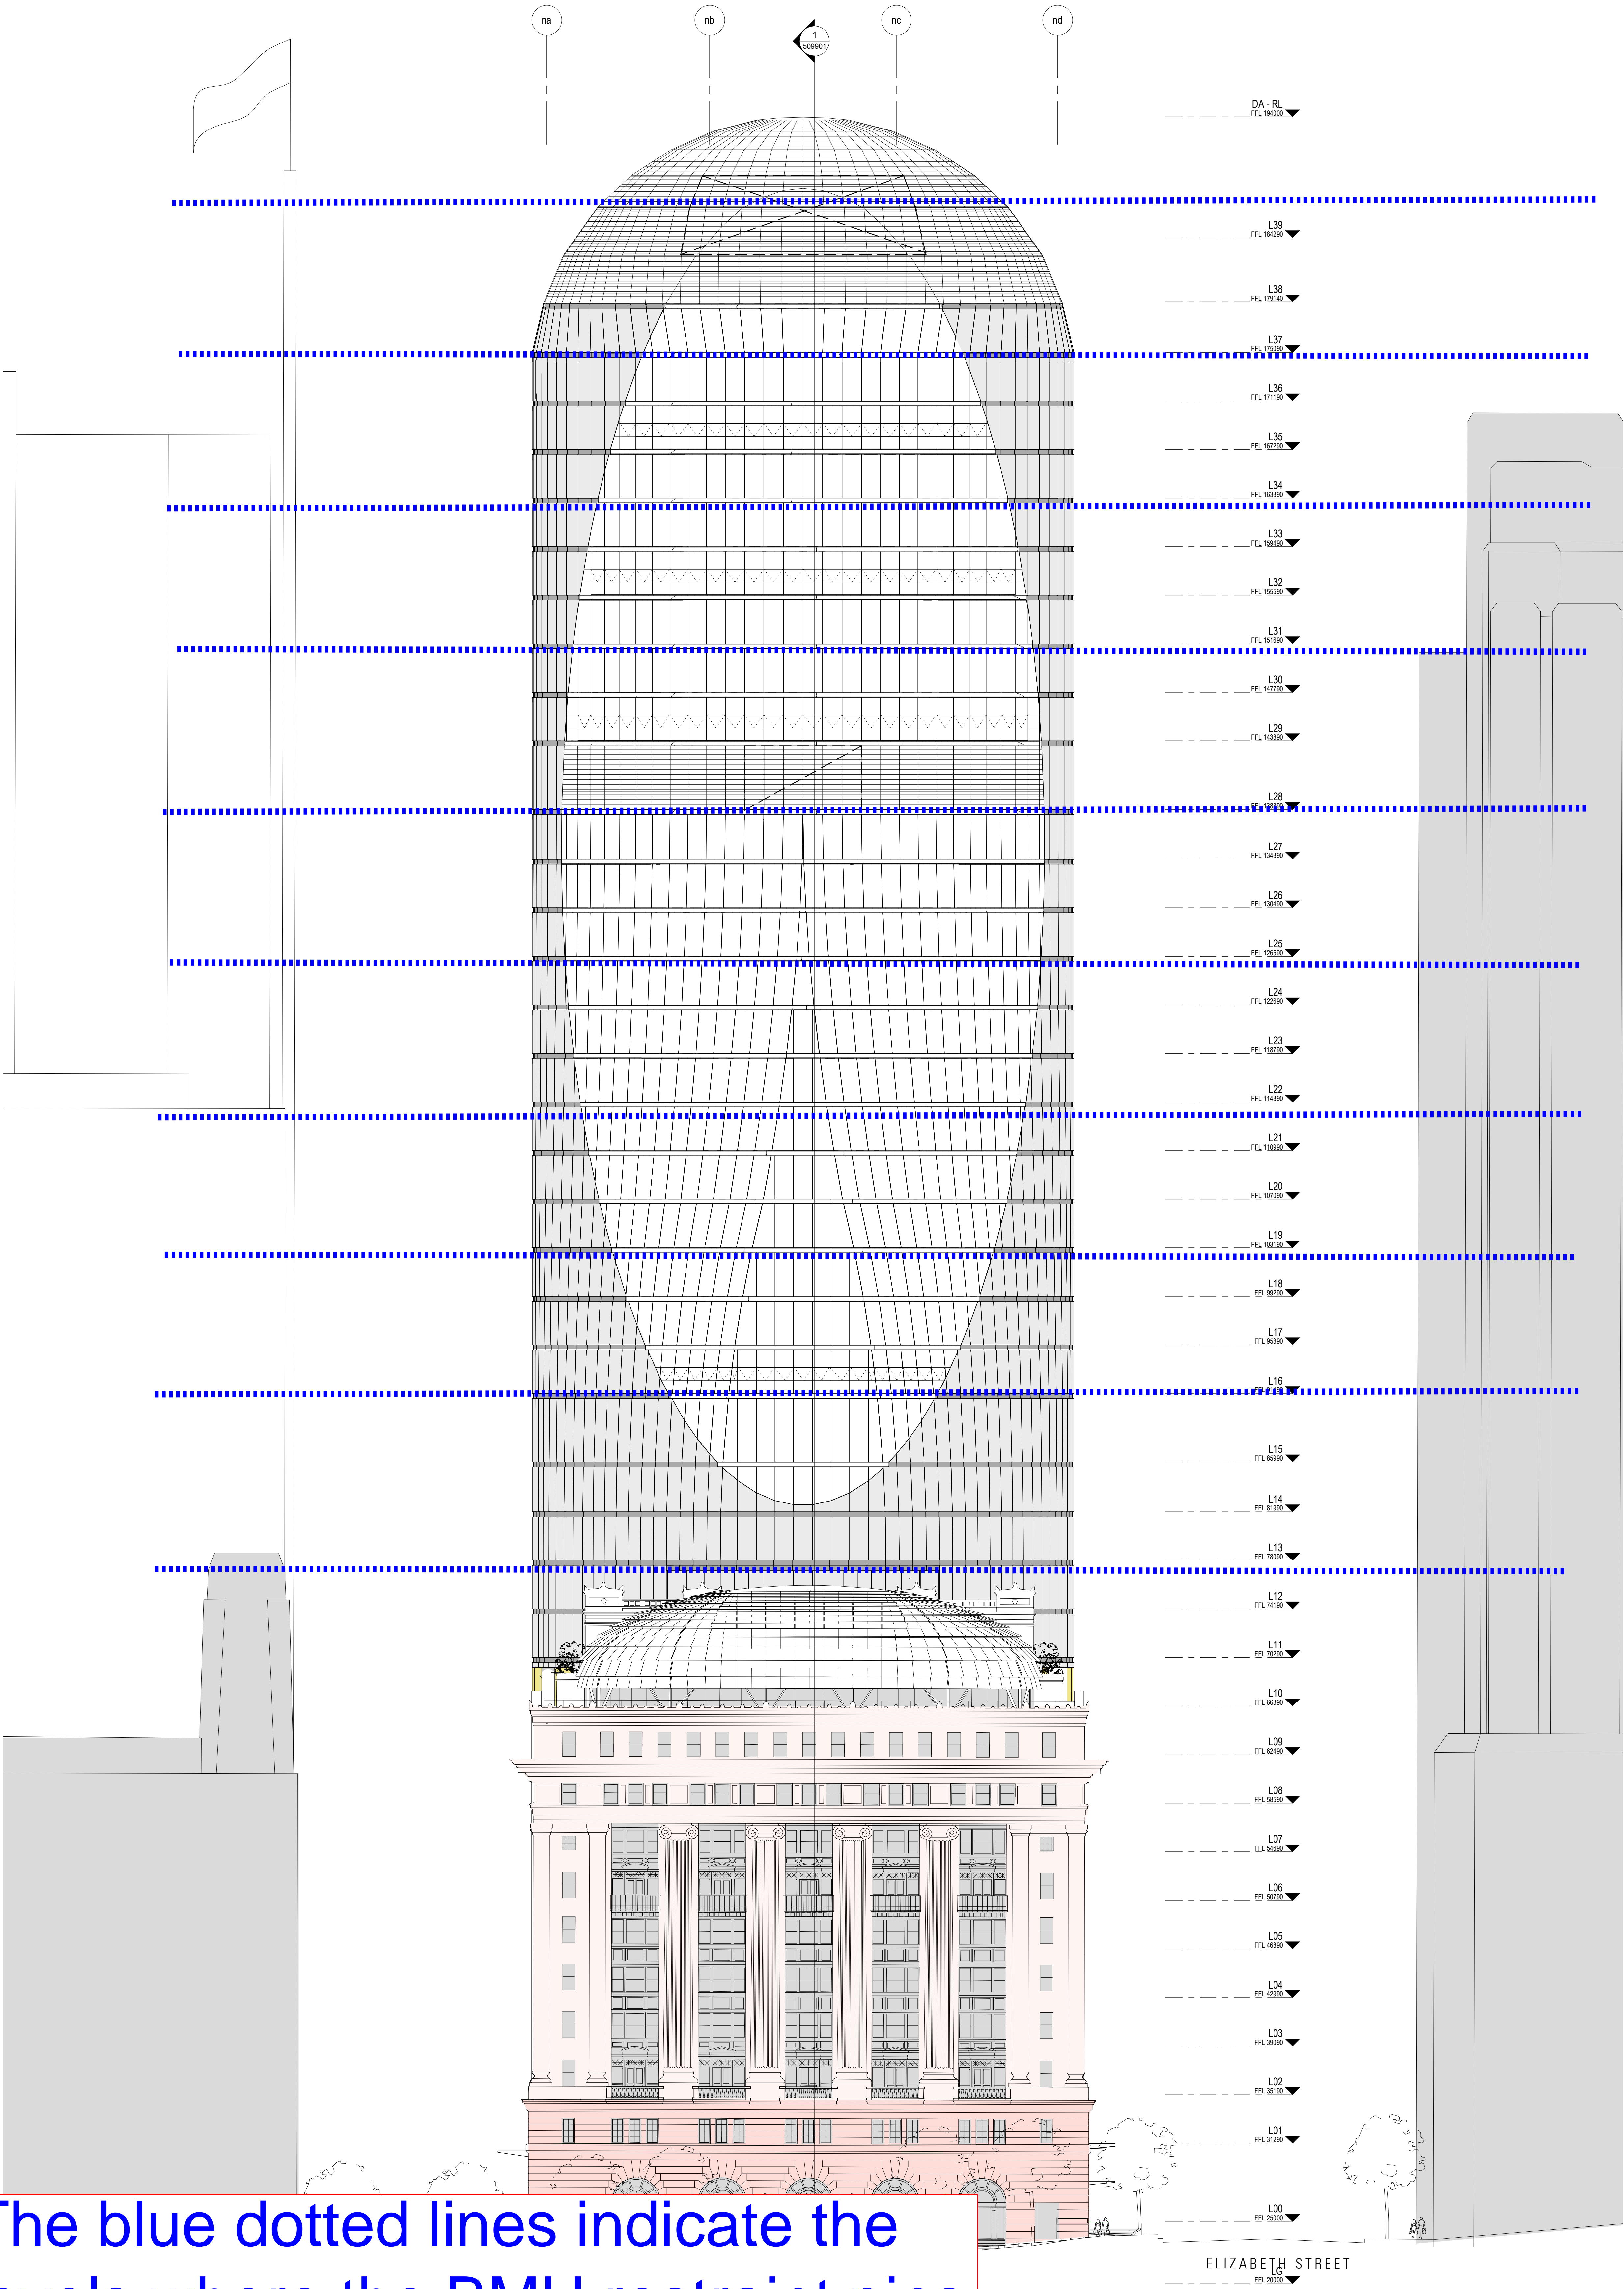 na nb nc nd
1
509901
DA - RL
FFL 194000
L39
FFL 184290
L38
FFL 179140
L37
FFL 175090
L36
FFL 171190
L35
FFL 167290
L34
FFL 163390
L33
FFL 159490
L32
FFL 155590
L31
FFL 151690
L30
FFL 147790
L29
FFL 143890
L28
FFL
L27
FFL 134390
L26
FFL 130490
L25
FFL 126590
L24
FFL 122690
L23
FFL 118790
L22
FFL 114890
L21
FFL 110990
L20
FFL 107090
L19
FFL 103190
L18
FFL 99290
L17
FFL 95390
L16
FFL
L15
FFL 85990
L14
FFL 81990
L13
FFL 78090
L12
FFL 74190
L11
FFL 70290
L10
FFL 66390
L09
FFL 62490
L08
FFL 58590
L07
FFL 54690
L06
FFL 50790
L05
FFL 46890
L04
FFL 42990
L03
FFL 39090
L02
FFL 35190
L01
FFL 31290
L00
FFL 25000
ELIZABETH STREET
LG
FFL 20000
The blue dotted lines indicate the
where the BMU restraint pins